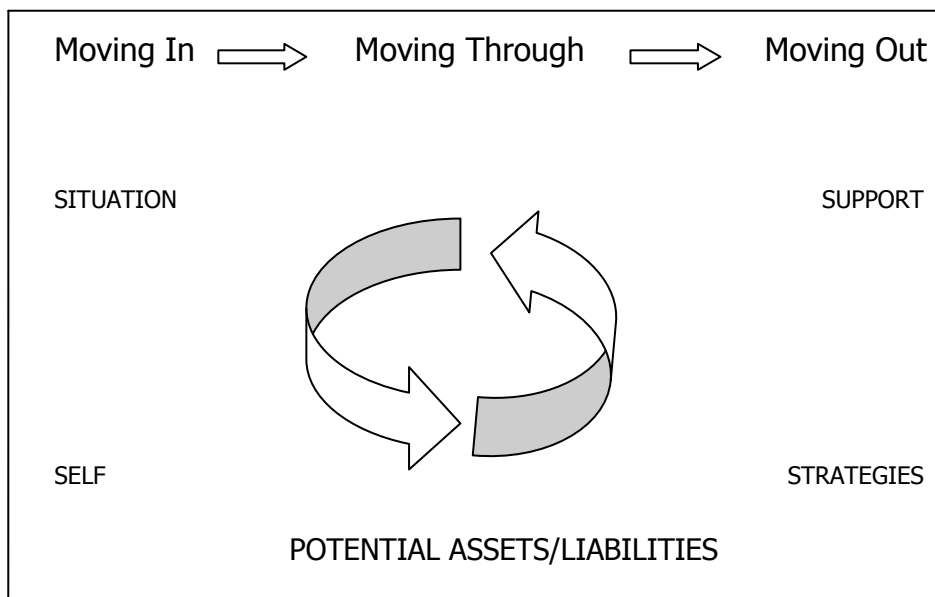 Moving In Moving Through Moving Out
SITUATION SUPPORT
SELF STRATEGIES
POTENTIAL ASSETS/LIABILITIES